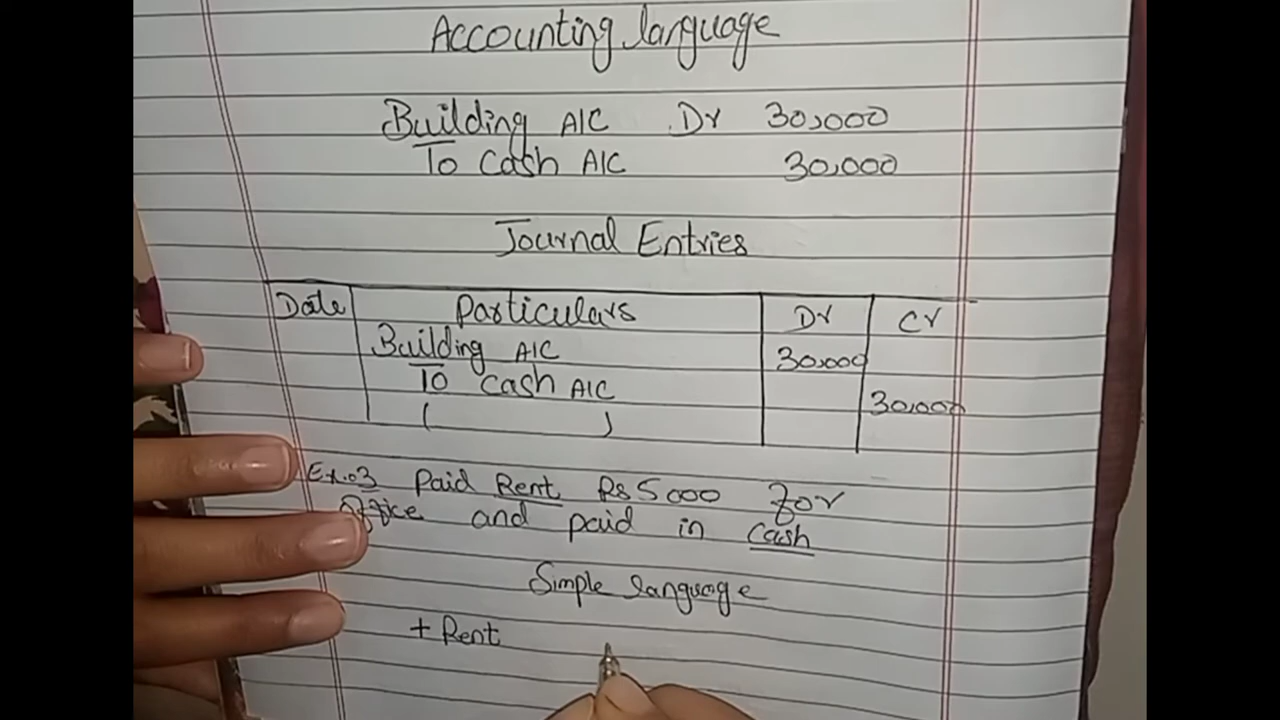 Accounting language
Building A/C Dr 30,000
To Cash A/C 30,000
Journal Entries
Date Particulars Dr Cr
Building A/C 30,000
To Cash A/C
30,000
( )
Ex.03 Paid Rent Rs 5000 for
Office and paid in Cash
Simple language
+ Rent